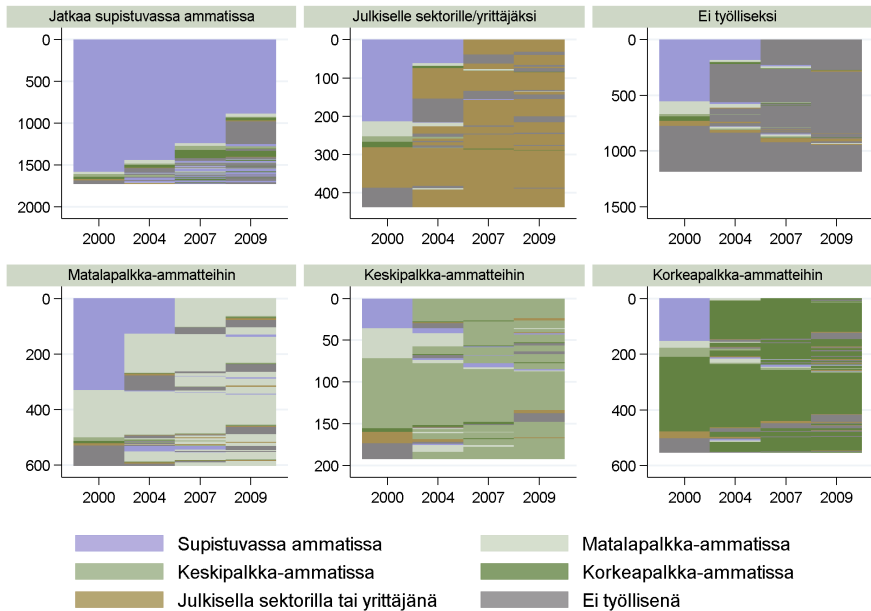 Jatkaa supistuvassa ammatissa
Julkiselle sektorille/yrittäjäksi
Ei työlliseksi
0
500
1000
1500
2000
2000 2004 2007 2009
0
100
200
300
400
2000 2004 2007 2009
0
500
1000
1500
2000 2004 2007 2009
Matalapalkka-ammatteihin
Keskipalkka-ammatteihin
Korkeapalkka-ammatteihin
0
200
400
600
2000 2004 2007 2009
0
50
100
150
200
2000 2004 2007 2009
0
200
400
600
2000 2004 2007 2009
Supistuvassa ammatissa
Matalapalkka-ammatissa
Keskipalkka-ammatissa
Korkeapalkka-ammatissa
Julkisella sektorilla tai yrittäjänä
Ei työllisenä